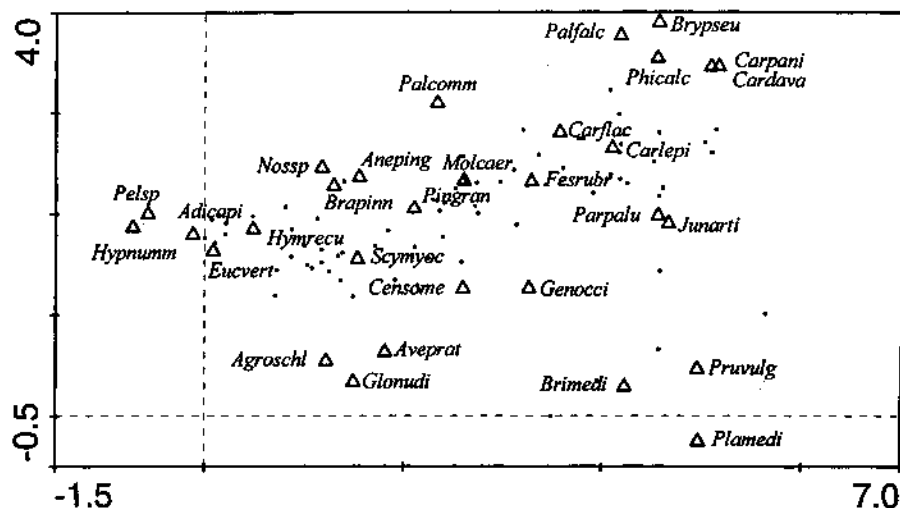 4.0
Palfalc
Brypseu
Phicalc
Carpani
Cardava
Palcomm
Carflac
Carlepi
Nossp
Aneping
Molcaer
Fesrubr
Brapinn
Pingran
Pelsp
Adicapi
Parpalu
Junarti
Hypnumm
Hymrecu
Eucvert
Scymyoc
Censome
Genocci
Agroschl
Aveprat
Glonudi
Brimedi
Pruvulg
Plamedi
-0.5
-1.5
7.0